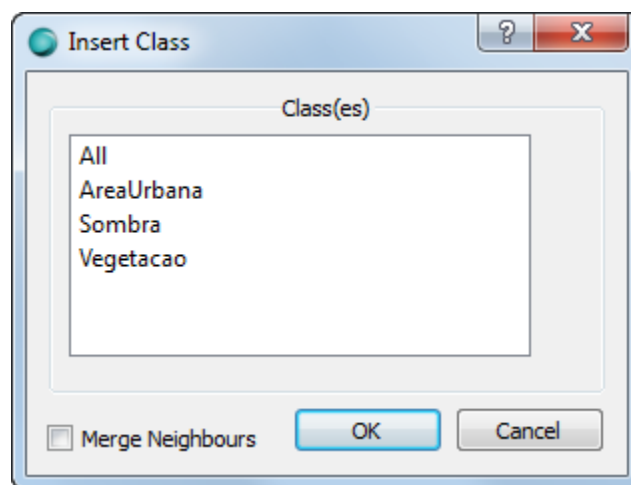 Insert Class
?
Class(es)
All
AreaUrbana
Sombra
Vegetacao
Merge Neighbours
OK
Cancel